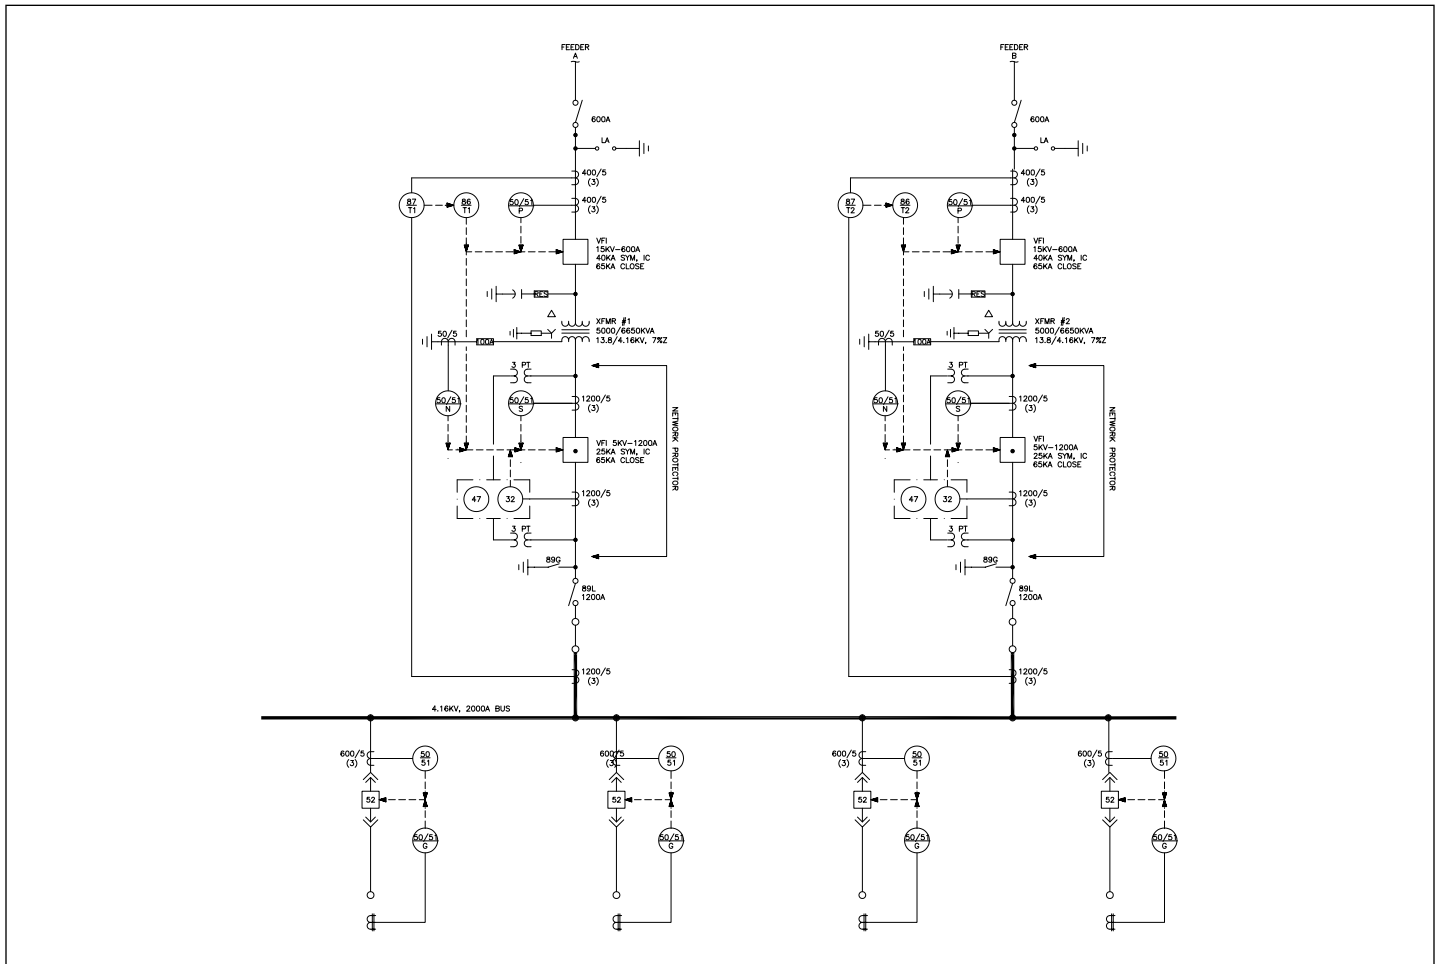 FEEDER
A
600A
LA
400/5
(3)
87
T1
86
T1
50/51
P
400/5
(3)
VFI
15KV-600A
40KA SYM, IC
65KA CLOSE
RES
XFMR #1
5000/6650KVA
13.8/4.16KV, 7%Z
50/5
100A
3 PT
50/51
N
50/51
S
1200/5
(3)
NETWORK PROTECTOR
VFI 5KV-1200A
25KA SYM, IC
65KA CLOSE
47
32
1200/5
(3)
3 PT
89G
89L
1200A
1200/5
(3)
FEEDER
B
600A
LA
400/5
(3)
87
T2
86
T2
50/51
P
400/5
(3)
VFI
15KV-600A
40KA SYM, IC
65KA CLOSE
RES
XFMR #2
5000/6650KVA
13.8/4.16KV, 7%Z
50/5
100A
3 PT
50/51
N
50/51
S
1200/5
(3)
NETWORK PROTECTOR
VFI
5KV-1200A
25KA SYM, IC
65KA CLOSE
47
32
1200/5
(3)
3 PT
89G
89L
1200A
1200/5
(3)
4.16KV, 2000A BUS
600/5
(3)
50
51
52
50/51
G
600/5
(3)
50
51
52
50/51
G
600/5
(3)
50
51
52
50/51
G
600/5
(3)
50
51
52
50/51
G